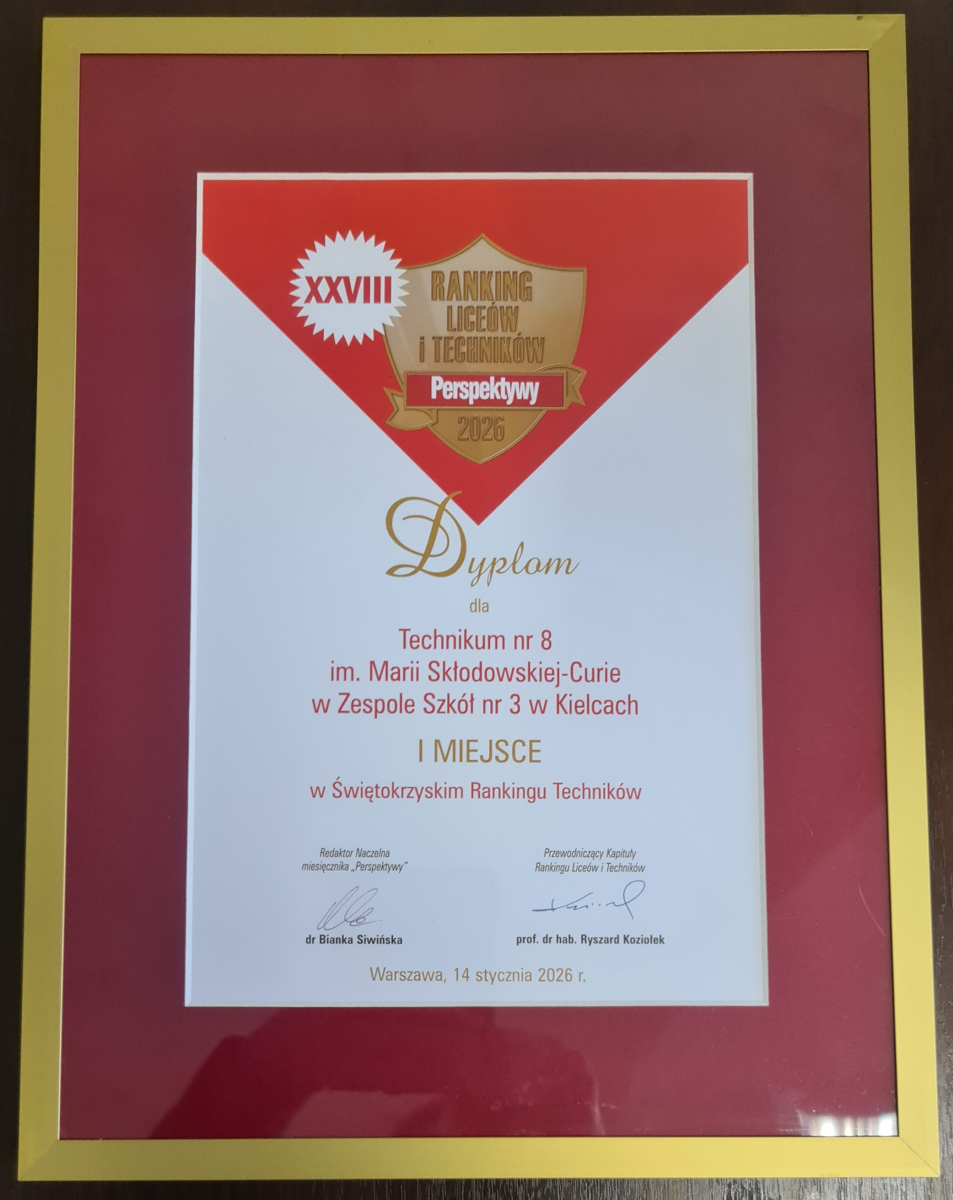 XXVIII
RANKING
LICEÓW
i TECHNIKÓW
Perspektywy
2026
Dyplom
dla
Technikum nr 8
im. Marii Skłodowskiej-Curie
w Zespole Szkół nr 3 w Kielcach
I MIEJSCE
w Świętokrzyskim Rankingu Techników
Redaktor Naczelna
miesięcznika „Perspektywy”
dr Bianka Siwińska
Przewodniczący Kapituły
Rankingu Liceów i Techników
prof. dr hab. Ryszard Koziołek
Warszawa, 14 stycznia 2026 r.